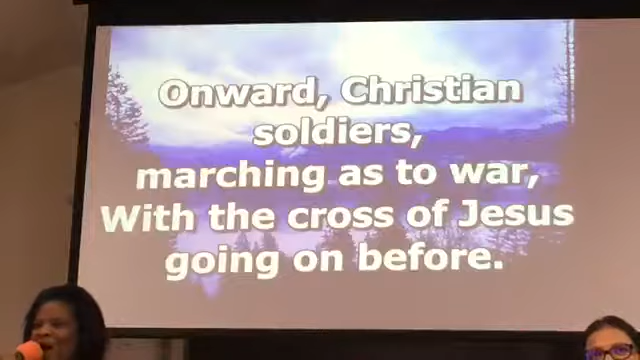 Onward, Christian
soldiers,
marching as to war,
With the cross of Jesus
going on before.